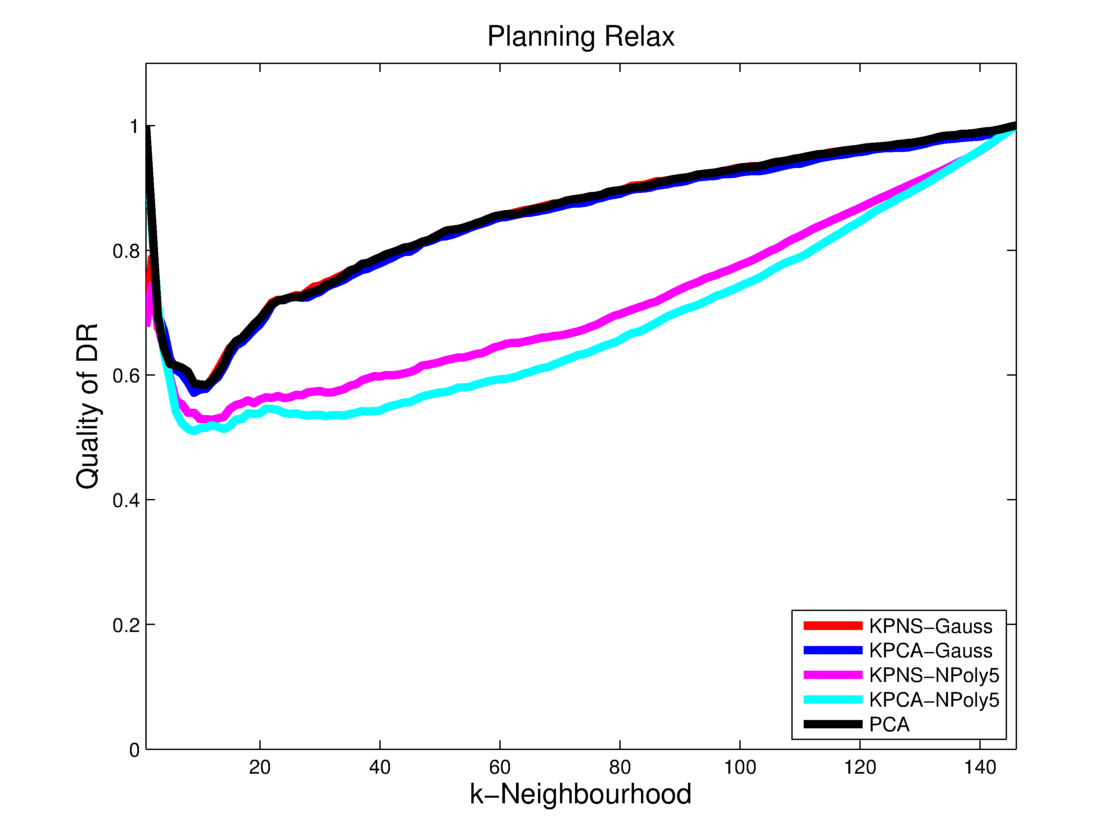 Planning Relax
1
0.8
0.6
0.4
0.2
0
Quality of DR
20 40 60 80 100 120 140
k−Neighbourhood
KPNS−Gauss
KPCA−Gauss
KPNS−NPoly5
KPCA−NPoly5
PCA